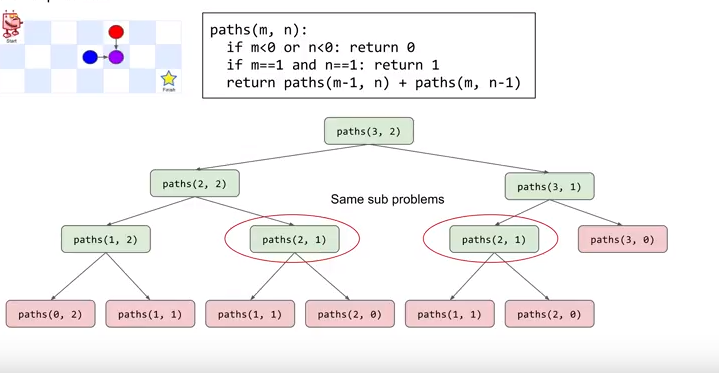 Start
Finish
paths(m, n):
if m<0 or n<0: return 0
if m==1 and n==1: return 1
return paths(m-1, n) + paths(m, n-1)
paths(3, 2)
paths(2, 2)
paths(3, 1)
Same sub problems
paths(1, 2)
paths(2, 1)
paths(2, 1)
paths(3, 0)
paths(0, 2)
paths(1, 1)
paths(1, 1)
paths(2, 0)
paths(1, 1)
paths(2, 0)